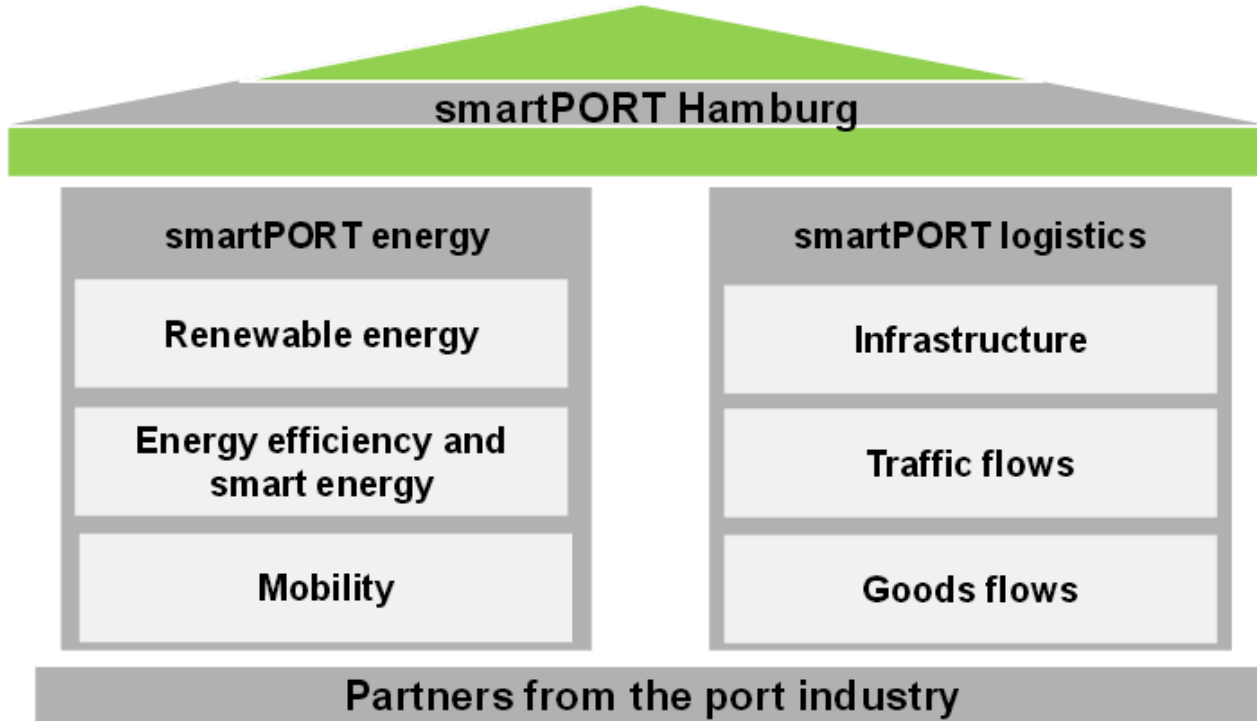 smartPORT Hamburg
smartPORT energy
Renewable energy
Energy efficiency and
smart energy
Mobility
smartPORT logistics
Infrastructure
Traffic flows
Goods flows
Partners from the port industry